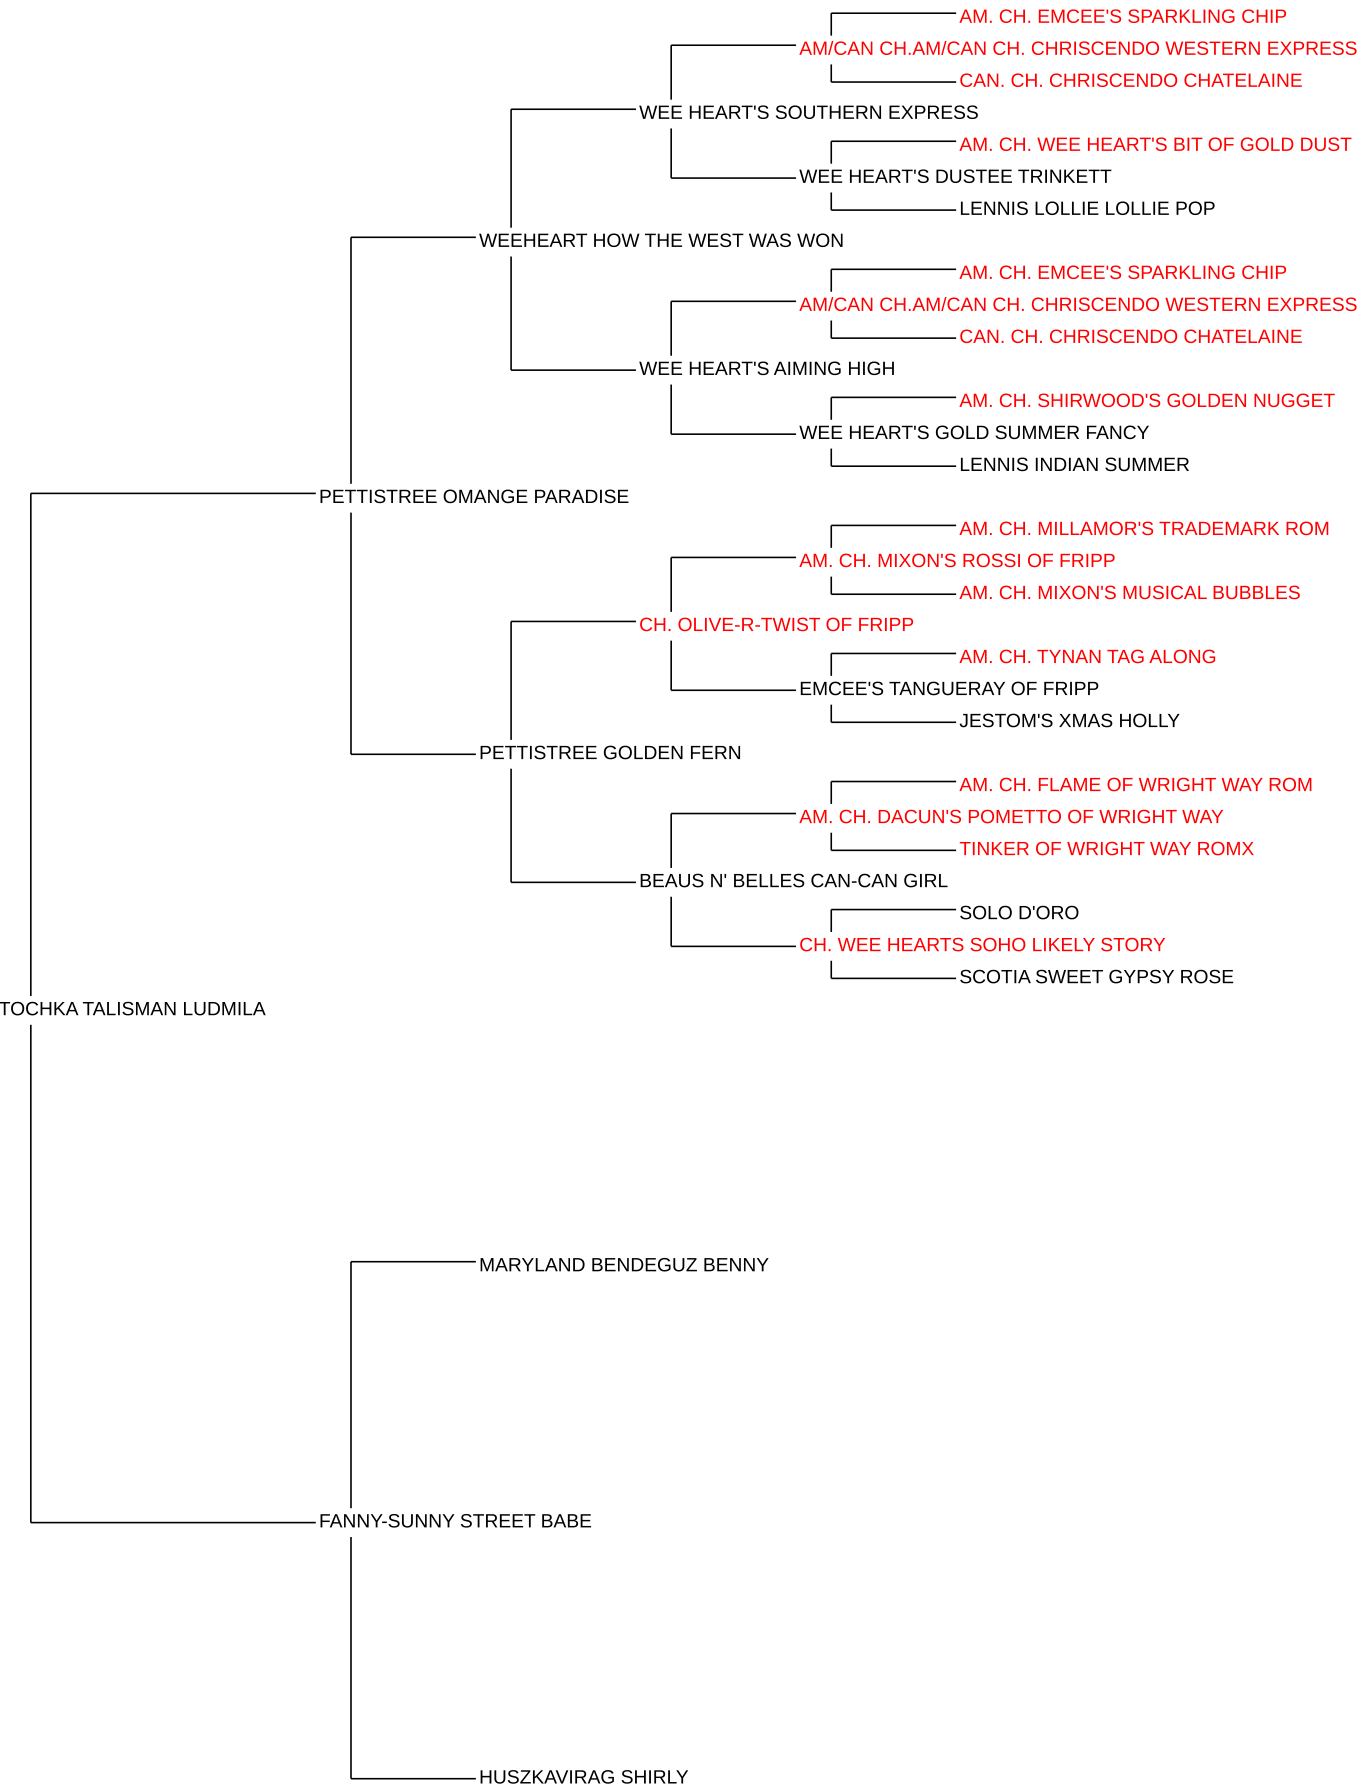 AM. CH. EMCEE'S SPARKLING CHIP
AM/CAN CH.AM/CAN CH. CHRISCENDO WESTERN EXPRESS
CAN. CH. CHRISCENDO CHATELAINE
WEE HEART'S SOUTHERN EXPRESS
AM. CH. WEE HEART'S BIT OF GOLD DUST
WEE HEART'S DUSTEE TRINKETT
LENNIS LOLLIE LOLLIE POP
WEEHEART HOW THE WEST WAS WON
AM. CH. EMCEE'S SPARKLING CHIP
AM/CAN CH.AM/CAN CH. CHRISCENDO WESTERN EXPRESS
CAN. CH. CHRISCENDO CHATELAINE
WEE HEART'S AIMING HIGH
AM. CH. SHIRWOOD'S GOLDEN NUGGET
WEE HEART'S GOLD SUMMER FANCY
LENNIS INDIAN SUMMER
PETTISTREE OMANGE PARADISE
AM. CH. MILLAMOR'S TRADEMARK ROM
AM. CH. MIXON'S ROSSI OF FRIPP
AM. CH. MIXON'S MUSICAL BUBBLES
CH. OLIVE-R-TWIST OF FRIPP
AM. CH. TYNAN TAG ALONG
EMCEE'S TANGUERAY OF FRIPP
JESTOM'S XMAS HOLLY
PETTISTREE GOLDEN FERN
AM. CH. FLAME OF WRIGHT WAY ROM
AM. CH. DACUN'S POMETTO OF WRIGHT WAY
TINKER OF WRIGHT WAY ROMX
BEAUS N' BELLES CAN-CAN GIRL
SOLO D'ORO
CH. WEE HEARTS SOHO LIKELY STORY
SCOTIA SWEET GYPSY ROSE
TOCHKA TALISMAN LUDMILA
MARYLAND BENDEGUZ BENNY
FANNY-SUNNY STREET BABE
HUSZKAVIRAG SHIRLY